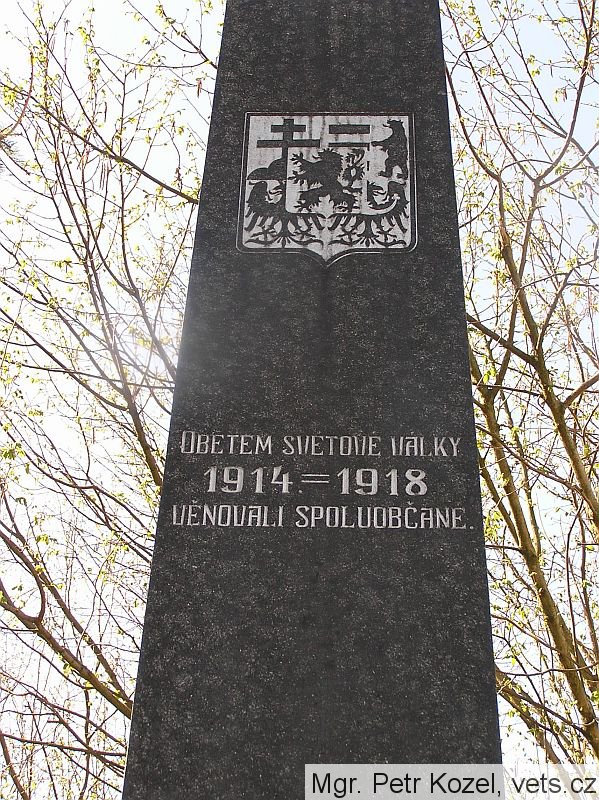 OBĚTEM SVĚTOVÉ VÁLKY
1914.=1918
VĚNOVALI SPOLUOBČANÉ.
Mgr. Petr Kozel, vets.cz